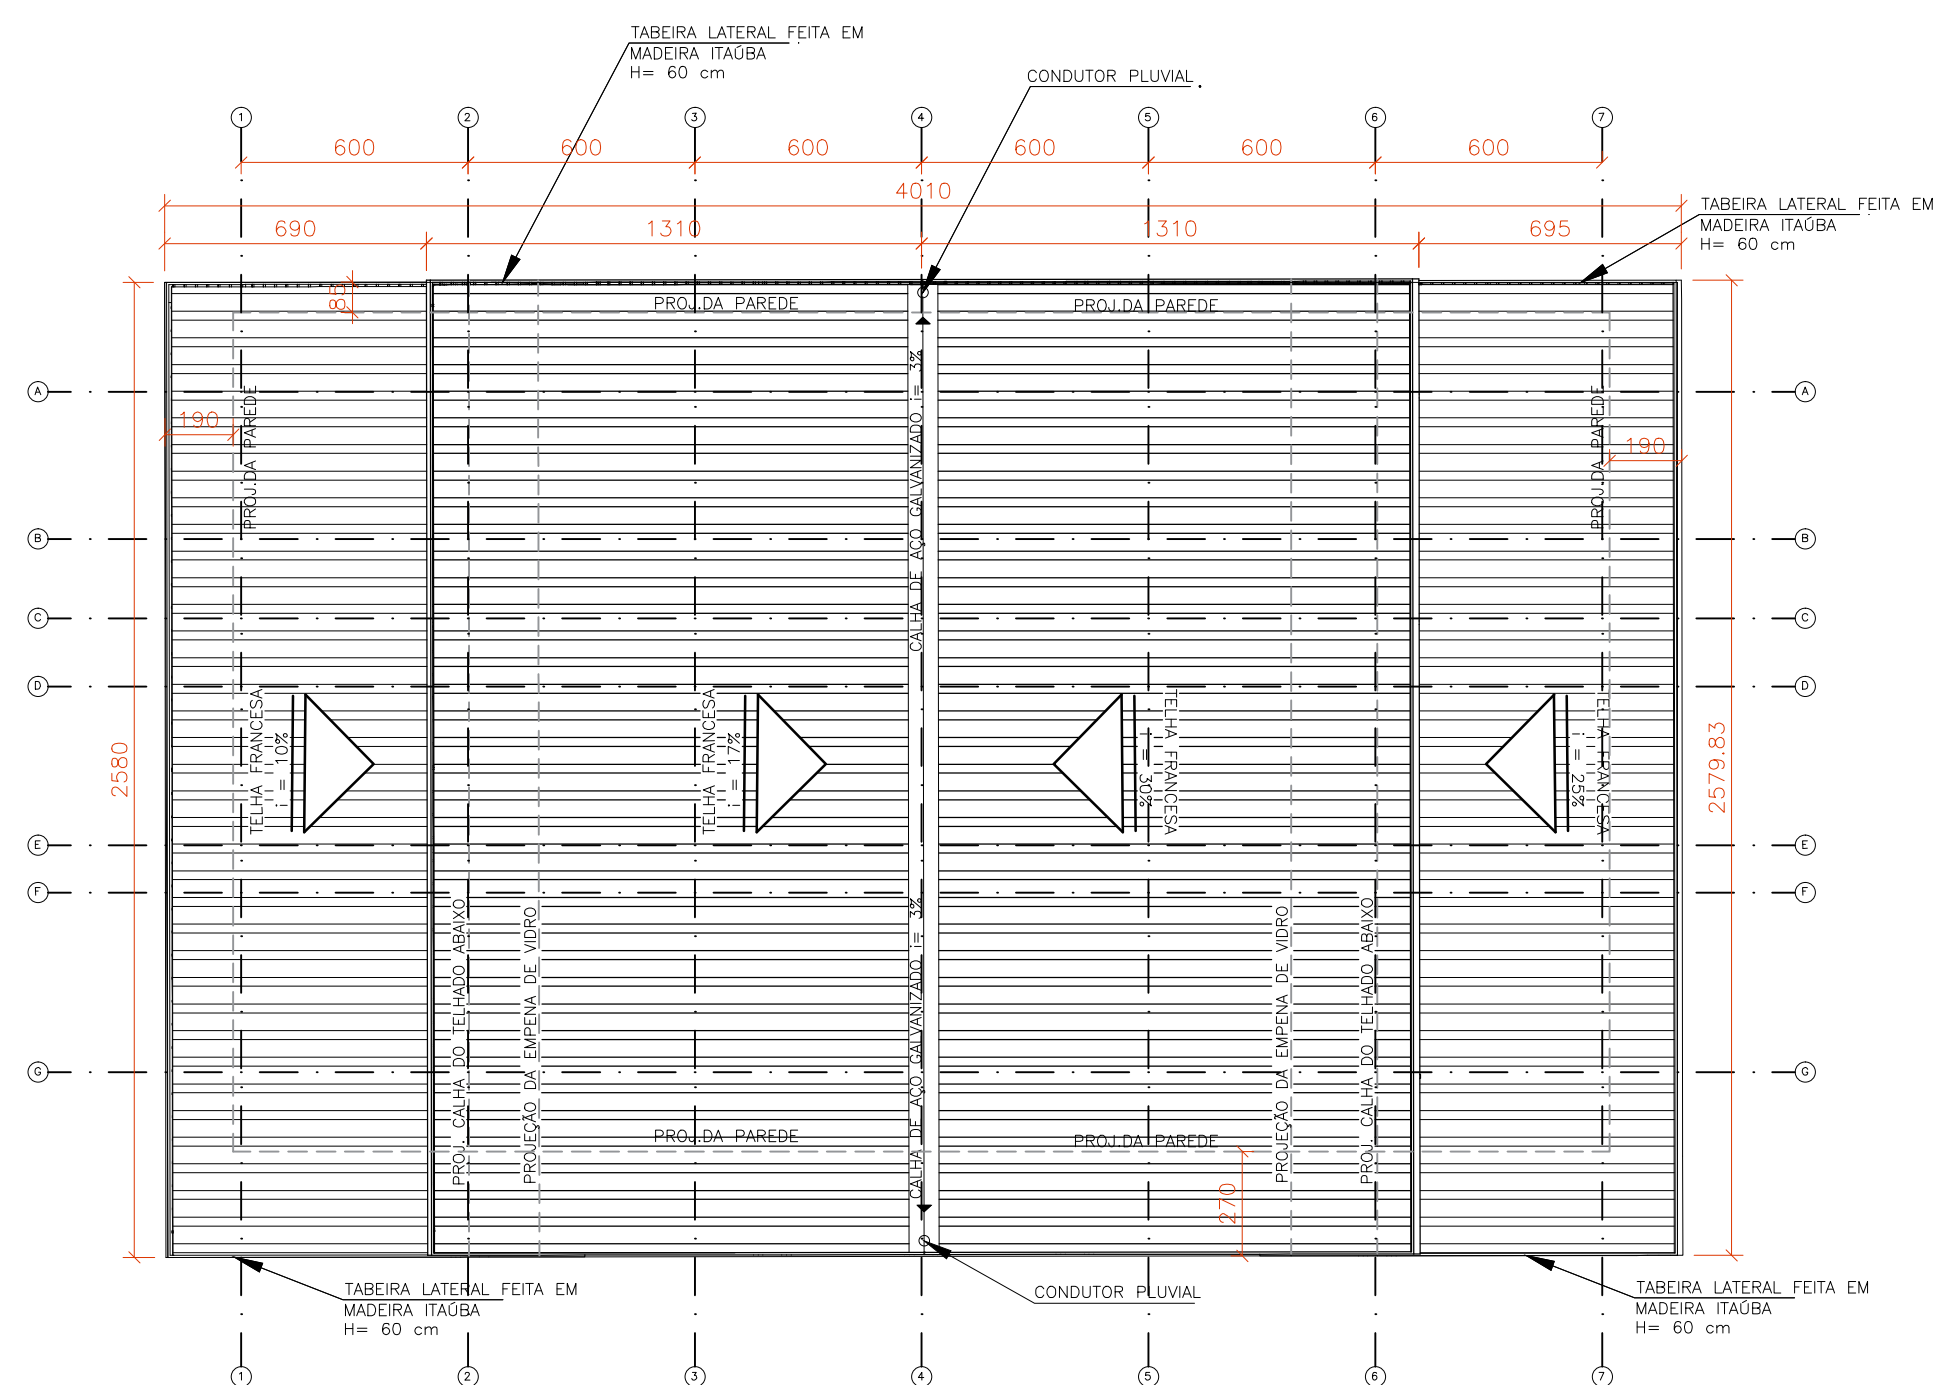 TABEIRA LATERAL FEITA EM
MADEIRA ITAÚBA
H= 60 cm
CONDUTOR PLUVIAL
1
2
3
4
5
6
7
600
600
600
600
600
600
4010
TABEIRA LATERAL FEITA EM
MADEIRA ITAÚBA
H= 60 cm
690
1310
1310
695
85
PROJ.DA PAREDE
PROJ.DA PAREDE
A
A
190
190
PROJ.DA PAREDE
PROJ.DA PAREDE
CALHA DE AÇO GALVANIZADO i= 3%
B
B
C
C
D
D
2580
TELHA FRANCESA
i = 10%
TELHA FRANCESA
i = 17%
TELHA FRANCESA
i = 30%
TELHA FRANCESA
i = 25%
2579.83
E
E
F
F
PROJ. CALHA DO TELHADO ABAIXO
PROJEÇÃO DA EMPENA DE VIDRO
CALHA DE AÇO GALVANIZADO i= 3%
PROJEÇÃO DA EMPENA DE VIDRO
PROJ. CALHA DO TELHADO ABAIXO
G
G
PROJ.DA PAREDE
PROJ.DA PAREDE
270
TABEIRA LATERAL FEITA EM
MADEIRA ITAÚBA
H= 60 cm
CONDUTOR PLUVIAL
TABEIRA LATERAL FEITA EM
MADEIRA ITAÚBA
H= 60 cm
1
2
3
4
5
6
7